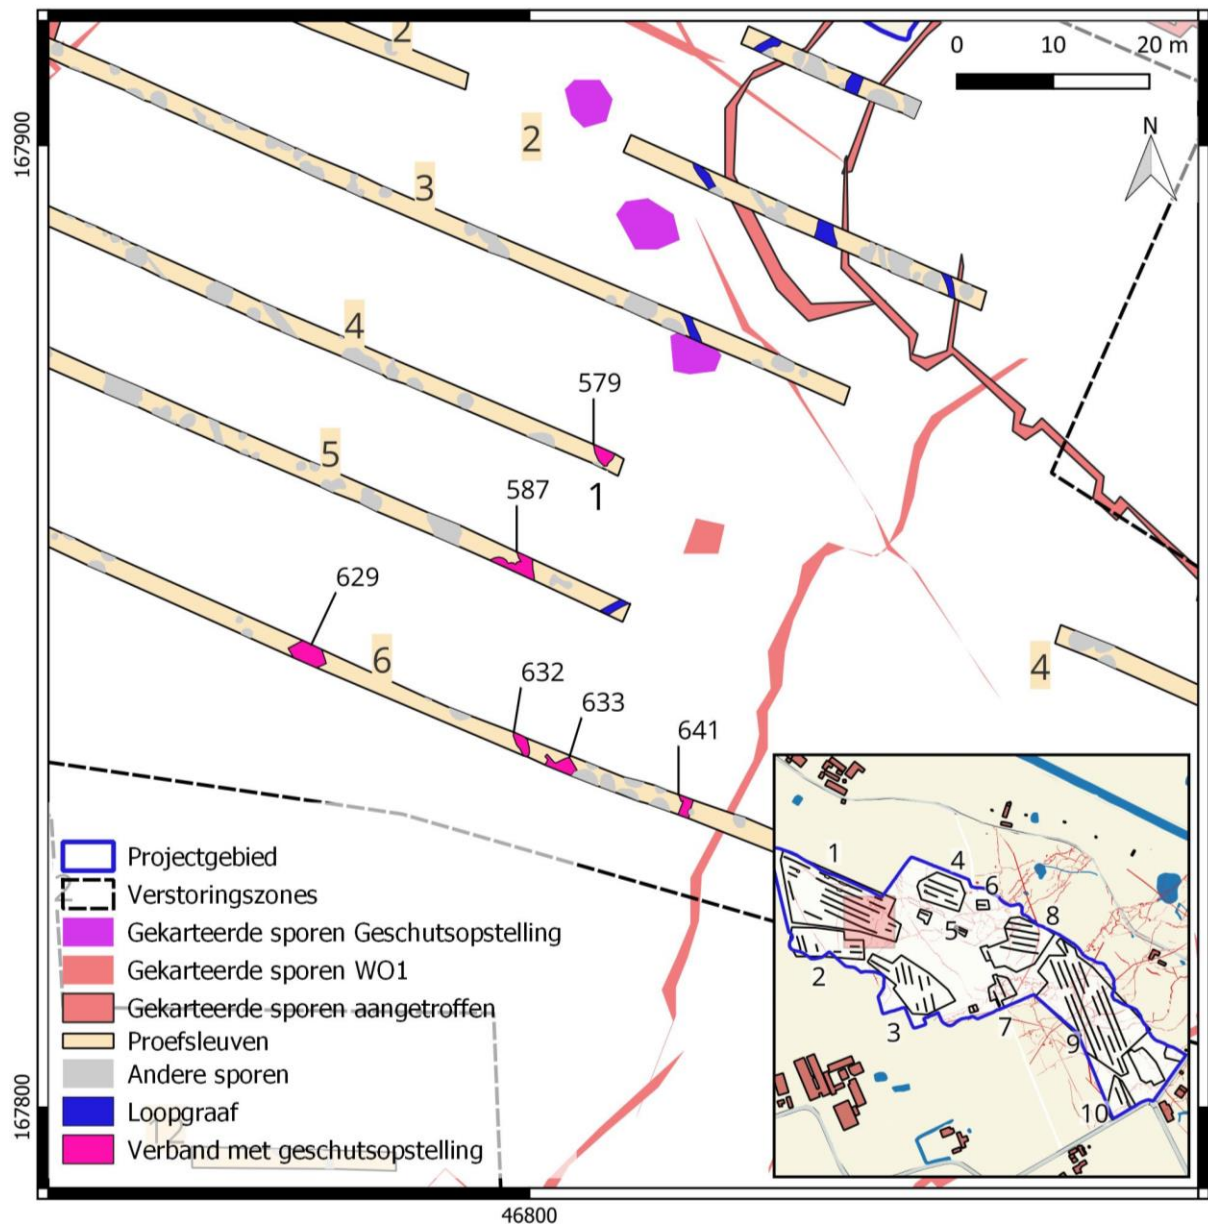 2
0 10 20 m
N
167900
2
3
4
579
5
587
1
629
6
632
633
641
4
Projectgebied
Verstoringszones
2
Gekarteerde sporen Geschutsopstelling
Gekarteerde sporen WO1
Gekarteerde sporen aangetroffen
Proefsleuven
Andere sporen
Loopgraaf
12
Verband met geschutsopstelling
167800
46800
1
4
6
8
5
2
3
7
9
10